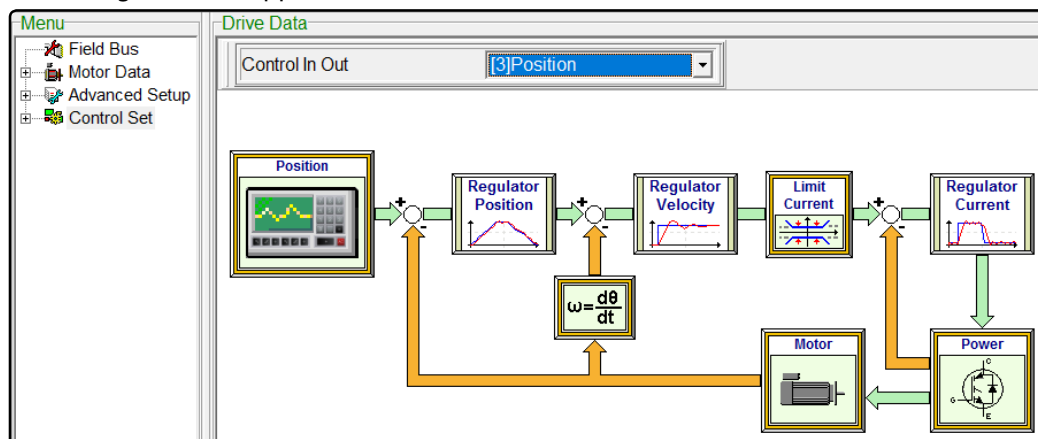 Menu
Field Bus
Motor Data
Advanced Setup
Control Set
Drive Data
Control In Out [3]Position
Position
Regulator
Position
Regulator
Velocity
Limit
Current
Regulator
Current
+
-
+
-
+
-
ω=dθ/dt
Motor
Power
C
G
E